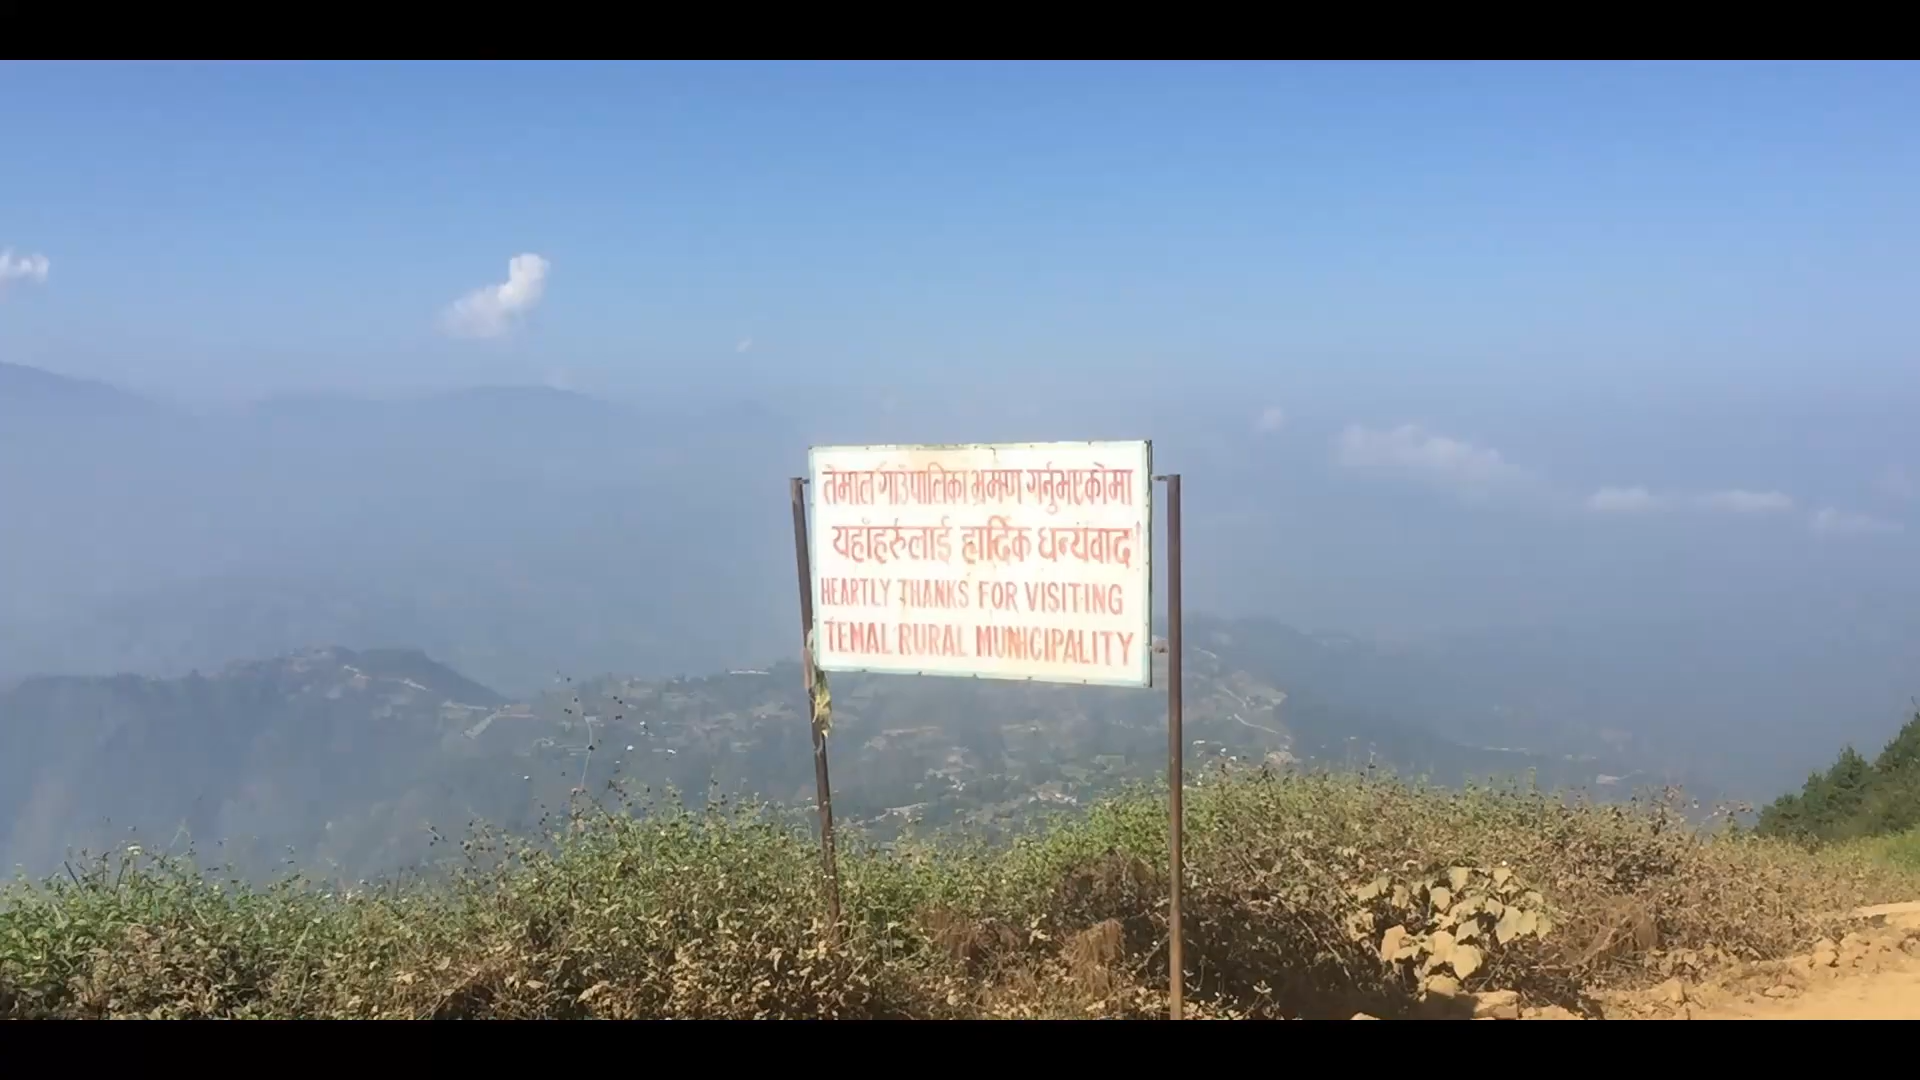 तेमाल गाउँपालिका भ्रमण गर्नुभएकोमा
यहाँहरुलाई हार्दिक धन्यवाद
HEARTLY THANKS FOR VISITING
TEMAL RURAL MUNICIPALITY